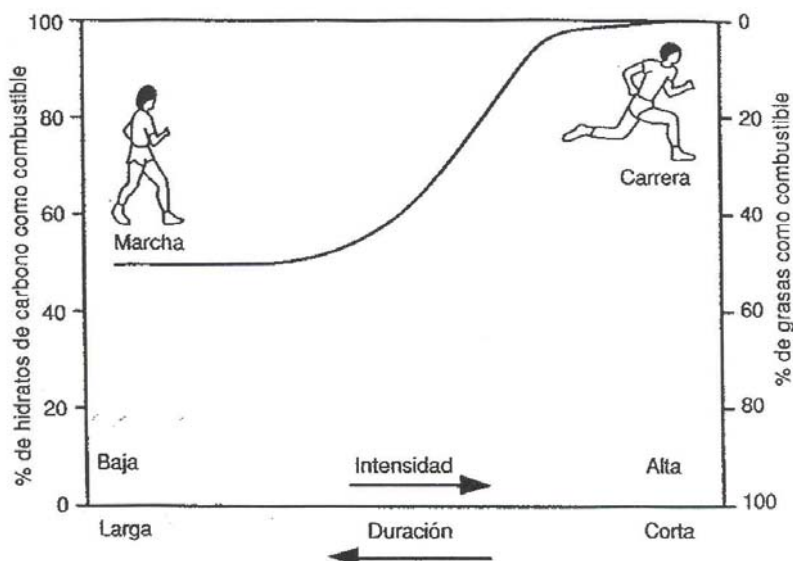 % de hidratos de carbono como combustible
100
80
60
40
20
0
Marcha
Carrera
Baja
Intensidad
Alta
Larga
Duración
Corta
0
20
40
60
80
100
% de grasas como combustible